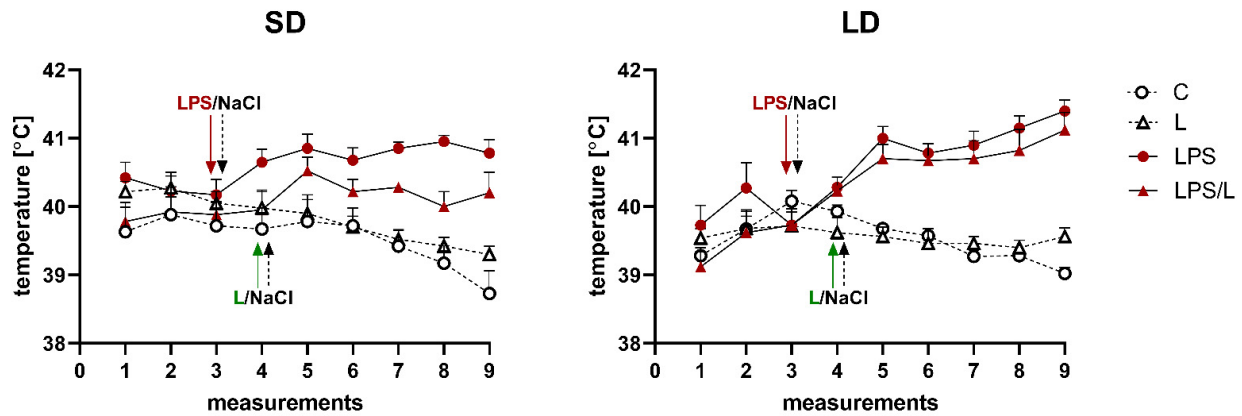 SD
temperature [°C]
42
41
40
39
38
LPS/NaCl
L/NaCl
0 1 2 3 4 5 6 7 8 9
measurements
LD
temperature [°C]
42
41
40
39
38
LPS/NaCl
L/NaCl
0 1 2 3 4 5 6 7 8 9
measurements
C
L
LPS
LPS/L